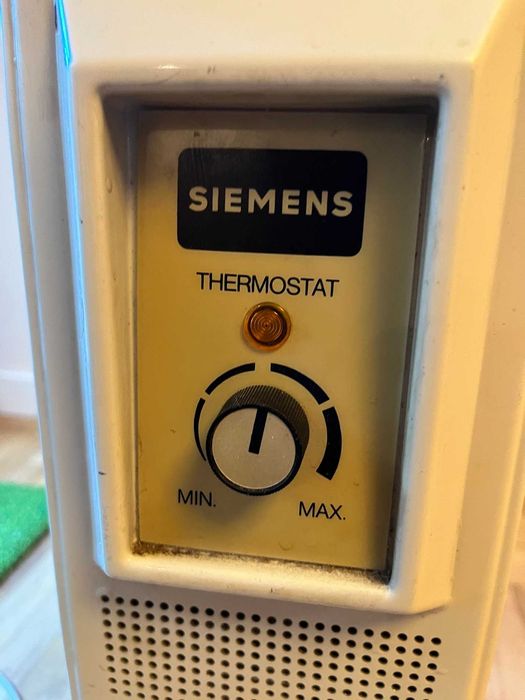 SIEMENS
THERMOSTAT
MIN.
MAX.